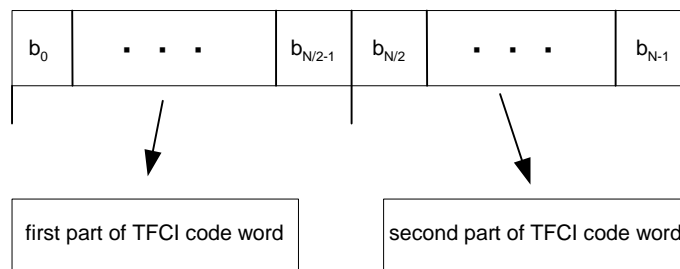 b0 . . . bN/2-1 bN/2 . . . bN-1
first part of TFCI code word second part of TFCI code word